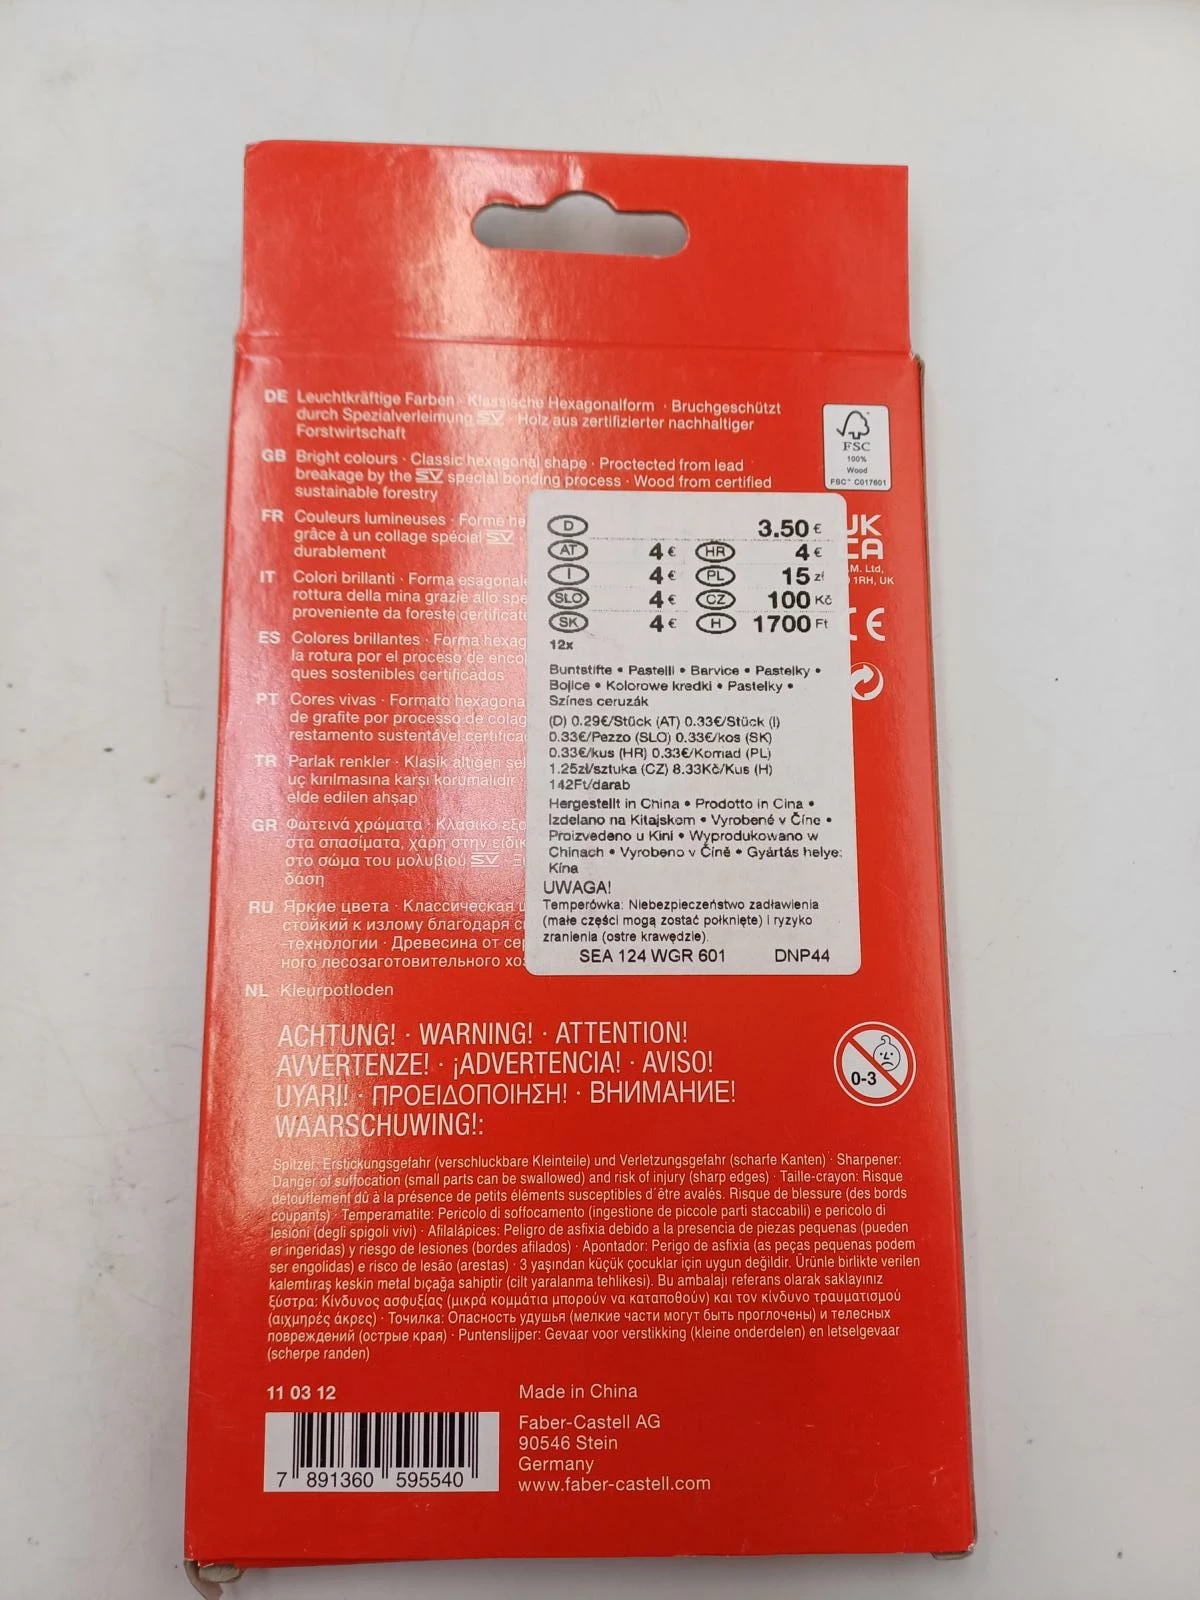 DE Leuchtkräftige Farben · Klassische Hexagonalform · Bruchgeschützt
durch Spezialverleimung SV · Holz aus zertifizierter nachhaltiger
Forstwirtschaft
GB Bright colours · Classic hexagonal shape · Proctected from lead
breakage by the SV special bonding process · Wood from certified
sustainable forestry
FSC
100%
Wood
FSC™ C017601
FR Couleurs lumineuses · Forme he
grâce à un collage spécial SV ·
durablement
IT Colori brillanti · Forma esagonale
rottura della mina grazie allo spe
proveniente da foreste certificate
ES Colores brillantes · Forma hexag
la rotura por el proceso de enco
ques sostenibles certificados
PT Cores vivas · Formato hexagona
de grafite por processo de colag
restamento sustentável certifica
TR Parlak renkler · Klasik altıgen şek
uç kırılmasına karşı korumalıdır ·
elde edilen ahşap
GR Φωτεινά χρώματα · Κλασικό εξα
στα σπασίματα, χάρη στην ειδικ
στο σώμα του μολυβιού SV · Ξυ
δάση
RU Яркие цвета · Классическая ш
стойкий к излому благодаря с
-технологии · Древесина от сер
ного лесозаготовительного хо
NL Kleurpotloden
UK
CA
.M. Ltd,
1RH, UK
CE
D 3.50 €
AT 4 € HR 4 €
I 4 € PL 15 zł
SLO 4 € CZ 100 Kč
SK 4 € H 1700 Ft
12x
Buntstifte • Pastelli • Barvice • Pastelky •
Bojice • Kolorowe kredki • Pastelky •
Színes ceruzák
(D) 0.29€/Stück (AT) 0.33€/Stück (I)
0.33€/Pezzo (SLO) 0.33€/kos (SK)
0.33€/kus (HR) 0.33€/Komad (PL)
1.25zł/sztuka (CZ) 8.33Kč/Kus (H)
142Ft/darab
Hergestellt in China • Prodotto in Cina •
Izdelano na Kitajskem • Vyrobené v Číne •
Proizvedeno u Kini • Wyprodukowano w
Chinach • Vyrobeno v Číně • Gyártás helye:
Kína
UWAGA!
Temperówka: Niebezpieczeństwo zadławienia
(małe części mogą zostać połknięte) i ryzyko
zranienia (ostre krawędzie).
SEA 124 WGR 601 DNP44
ACHTUNG! · WARNING! · ATTENTION!
AVVERTENZE! · ¡ADVERTENCIA! · AVISO!
UYARI! · ΠΡΟΕΙΔΟΠΟΙΗΣΗ! · ВНИМАНИЕ!
WAARSCHUWING!:
0-3
Spitzer: Erstickungsgefahr (verschluckbare Kleinteile) und Verletzungsgefahr (scharfe Kanten) · Sharpener:
Danger of suffocation (small parts can be swallowed) and risk of injury (sharp edges) · Taille-crayon: Risque
détouffement dû à la présence de petits éléments susceptibles d´être avalés. Risque de blessure (des bords
coupants) · Temperamatite: Pericolo di soffocamento (ingestione de piccole parti staccabili) e pericolo di
lesioni (degli spigoli vivi) · Afilalápices: Peligro de asfixia debido a la presencia de piezas pequenas (pueden
er ingeridas) y riesgo de lesiones (bordes afilados) · Apontador: Perigo de asfixia (as peças pequenas podem
ser engolidas) e risco de lesão (arestas) · 3 yaşından küçük çocuklar için uygun değildir. Ürünle birlikte verilen
kalemtıraş keskin metal bıçağa sahiptir (cilt yaralanma tehlikesi). Bu ambalajı referans olarak saklayınız
ξύστρα: Κίνδυνος ασφυξίας (μικρά κομμάτια μπορούν να καταποθούν) και τον κίνδυνο τραυματισμού
(αιχμηρές άκρες) · Точилка: Опасность удушья (мелкие части могут быть проглочены) и телесных
повреждений (острые края) · Puntenslijper: Gevaar voor verstikking (kleine onderdelen) en letselgevaar
(scherpe randen)
11 03 12
Made in China
Faber-Castell AG
90546 Stein
Germany
www.faber-castell.com
7 891360 595540